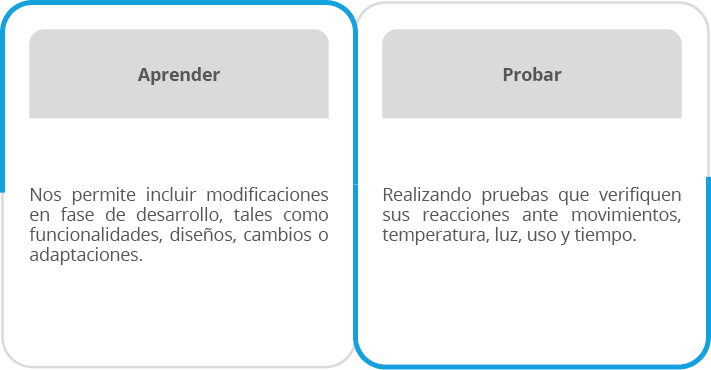 Aprender
Nos permite incluir modificaciones
en fase de desarrollo, tales como
funcionalidades, diseños, cambios o
adaptaciones.
Probar
Realizando pruebas que verifiquen
sus reacciones ante movimientos,
temperatura, luz, uso y tiempo.